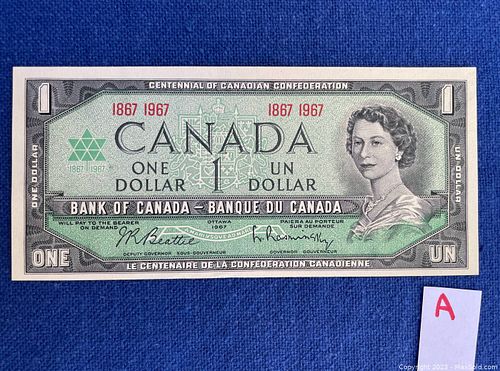 CENTENNIAL OF CANADIAN CONFEDERATION
1 1867 1967 1867 1967 1
CANADA
1867 1967
ONE DOLLAR 1 UN DOLLAR
ONE DOLLAR
UN DOLLAR
BANK OF CANADA – BANQUE DU CANADA
WILL PAY TO THE BEARER ON DEMAND
OTTAWA 1967
PAIERA AU PORTEUR SUR DEMANDE
JRBeattie
L. Rasminsky
DEPUTY GOVERNOR SOUS-GOUVERNEUR
GOVERNOR GOUVERNEUR
ONE UN
LE CENTENAIRE DE LA CONFÉDÉRATION CANADIENNE
A
Copyright 2023 - MaxSold.com